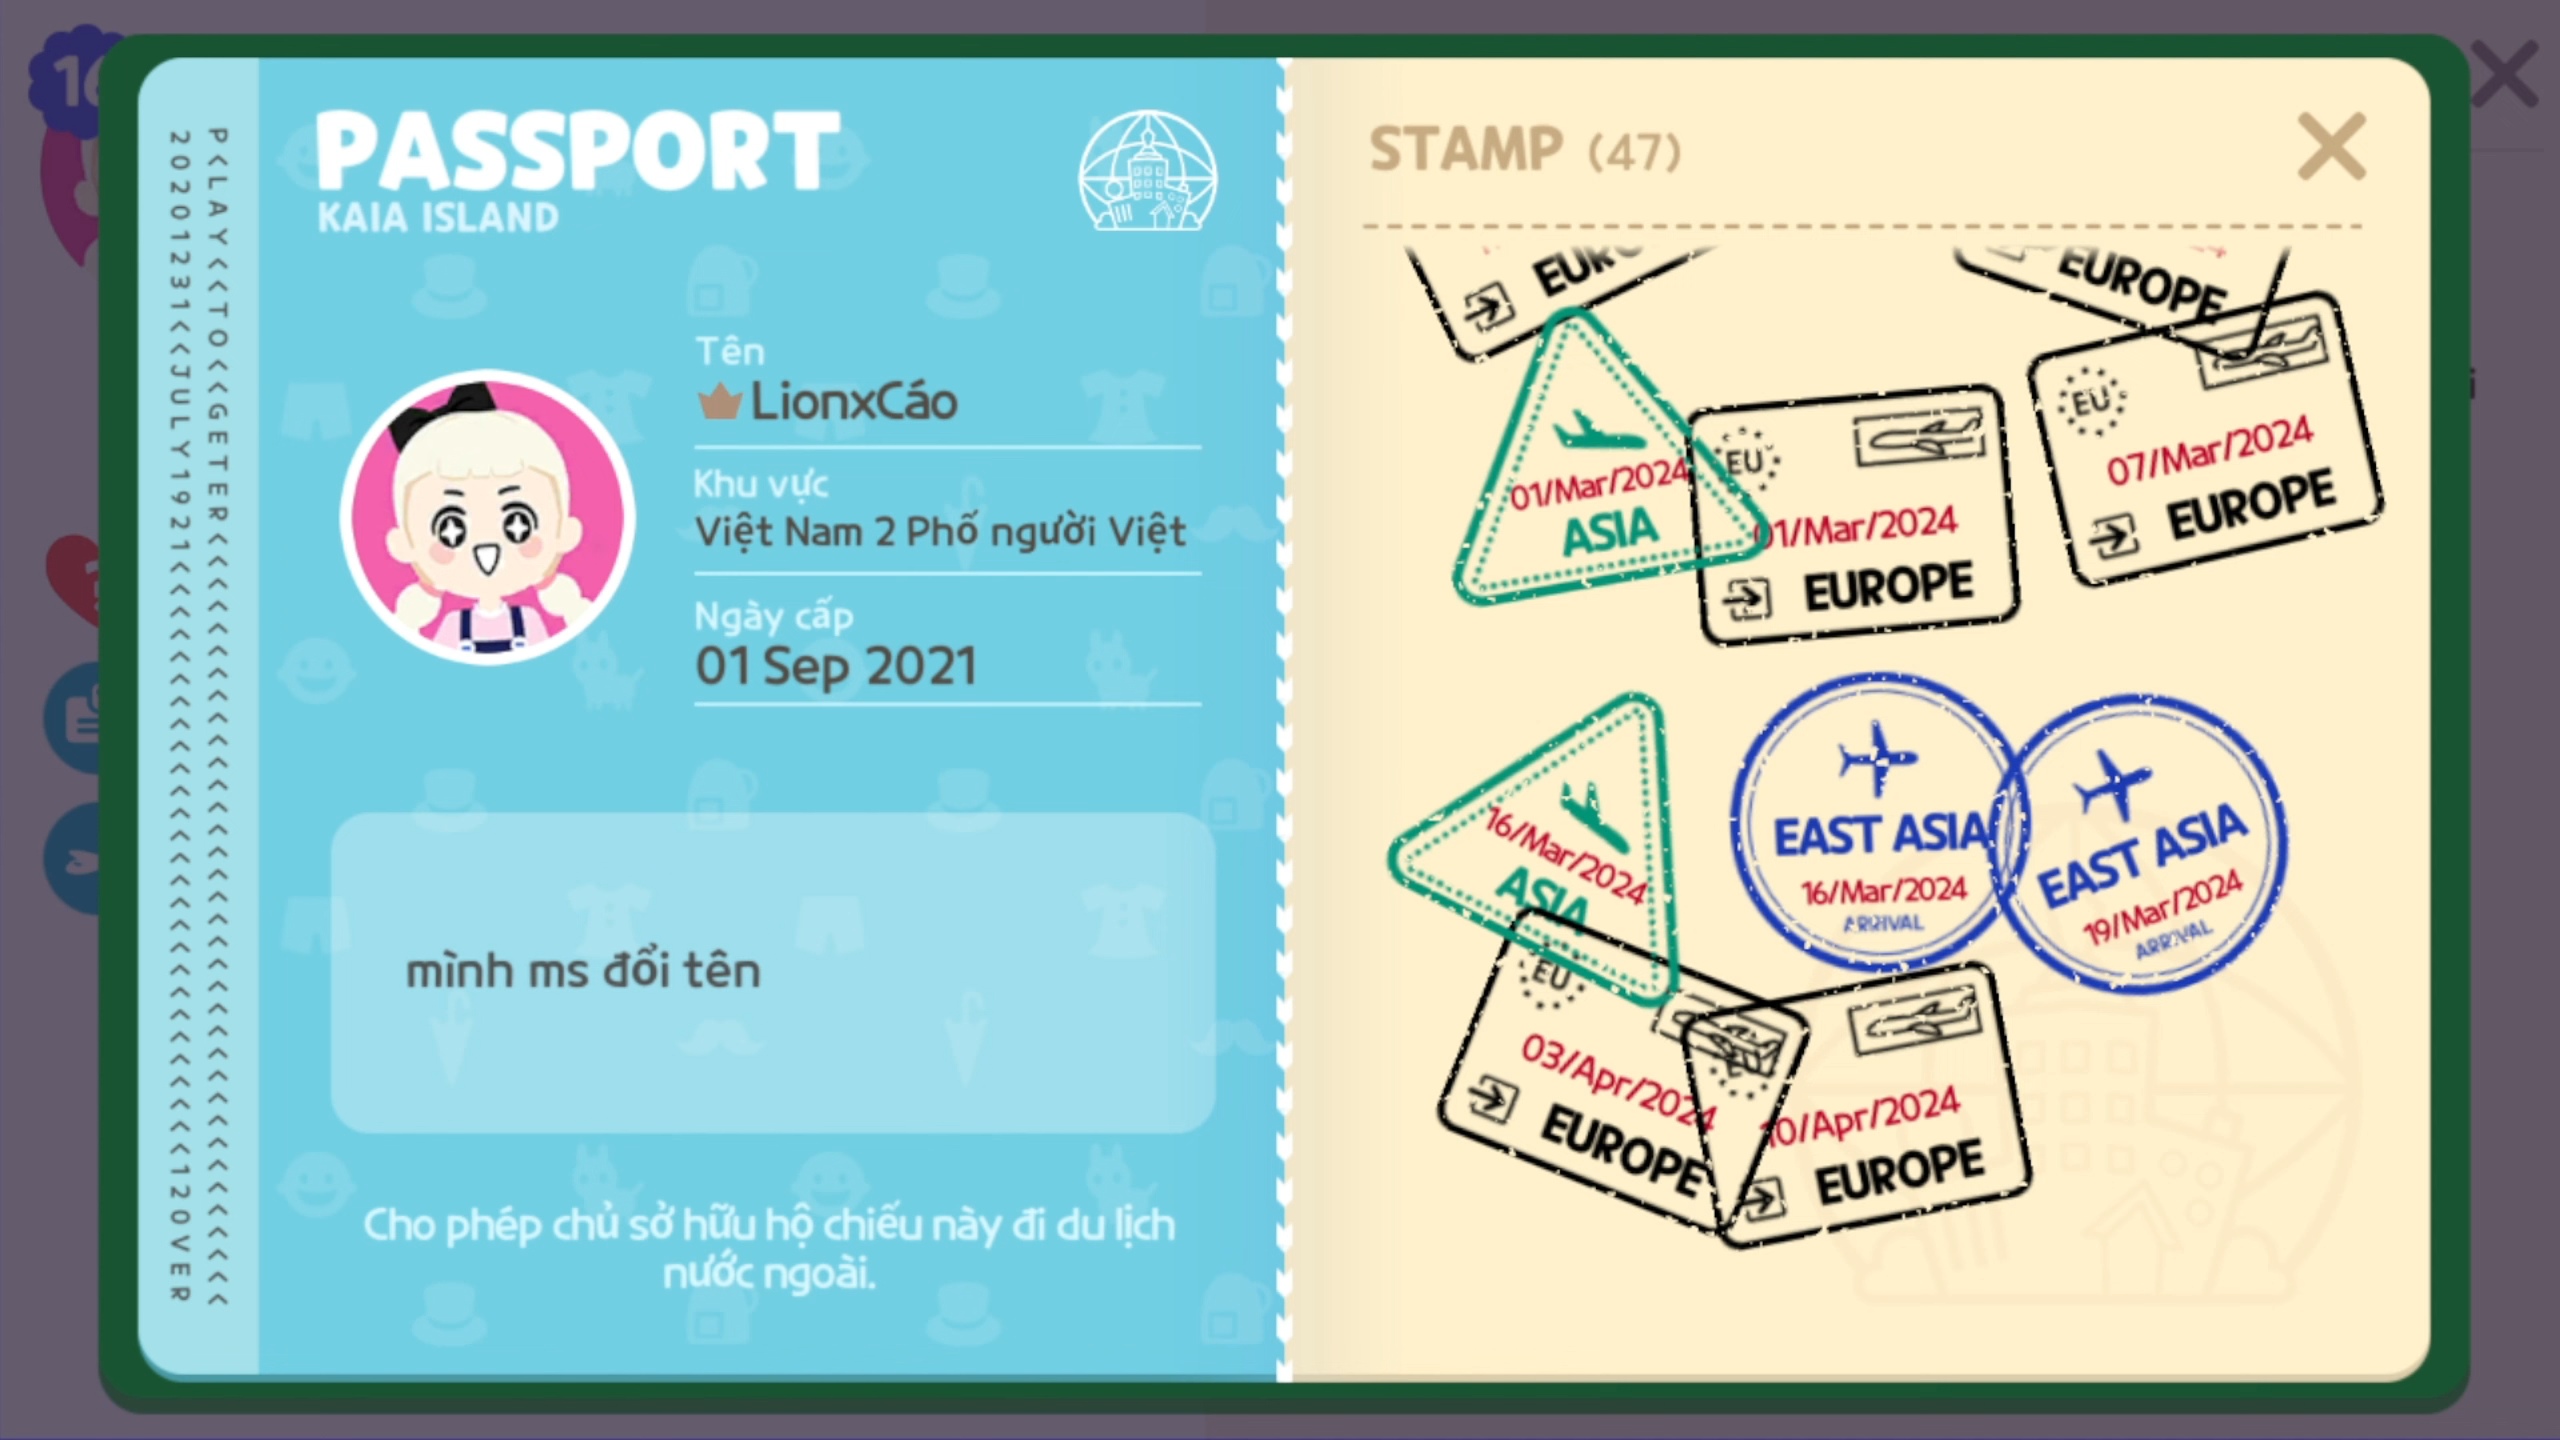 16
PASSPORT
KAIA ISLAND
P<LAY<<TO<<GETER<<<<<<<<<<<<<<<<<<<<<<<<<<<<<<
20201231<<JULY1921<<<<<<<<<<<<<<<<<<<<<<<120VER
Tên
LionxCáo
Khu vực
Việt Nam 2 Phố người Việt
Ngày cấp
01 Sep 2021
mình ms đổi tên
Cho phép chủ sở hữu hộ chiếu này đi du lịch
nước ngoài.
STAMP (47)
EUROPE
01/Mar/2024
ASIA
EU
01/Mar/2024
EUROPE
EU
07/Mar/2024
EUROPE
16/Mar/2024
ASIA
EAST ASIA
16/Mar/2024
ARRIVAL
EAST ASIA
19/Mar/2024
ARRIVAL
EU
03/Apr/2024
EUROPE
EU
10/Apr/2024
EUROPE